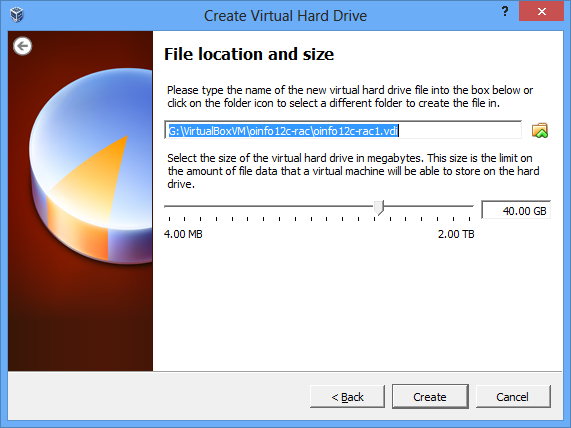 Create Virtual Hard Drive
?
File location and size
Please type the name of the new virtual hard drive file into the box below or
click on the folder icon to select a different folder to create the file in.
G:\VirtualBoxVM\oinfo12c-rac\oinfo12c-rac1.vdi
Select the size of the virtual hard drive in megabytes. This size is the limit on
the amount of file data that a virtual machine will be able to store on the hard
drive.
40.00 GB
4.00 MB 2.00 TB
< Back Create Cancel